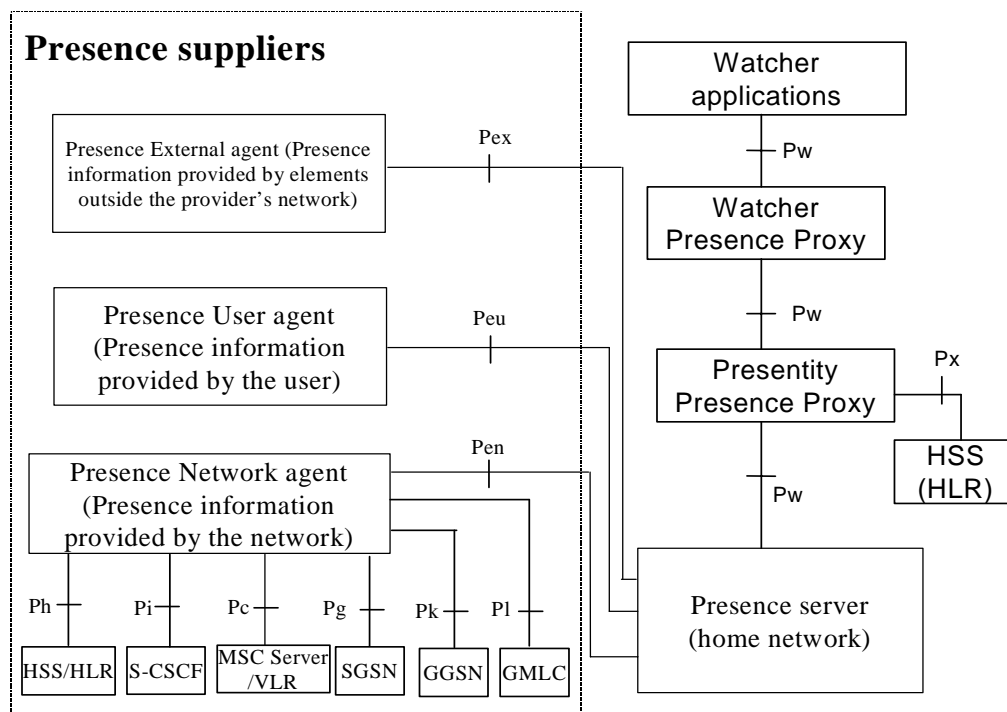 Presence suppliers
Presence External agent (Presence
information provided by elements
outside the provider's network)
Pex
Presence User agent
(Presence information
provided by the user)
Peu
Presence Network agent
(Presence information
provided by the network)
Pen
Ph
Pi
Pc
Pg
Pk
Pl
HSS/HLR
S-CSCF
MSC Server
/VLR
SGSN
GGSN
GMLC
Watcher
applications
Pw
Watcher
Presence Proxy
Pw
Presentity
Presence Proxy
Px
HSS
(HLR)
Pw
Presence server
(home network)